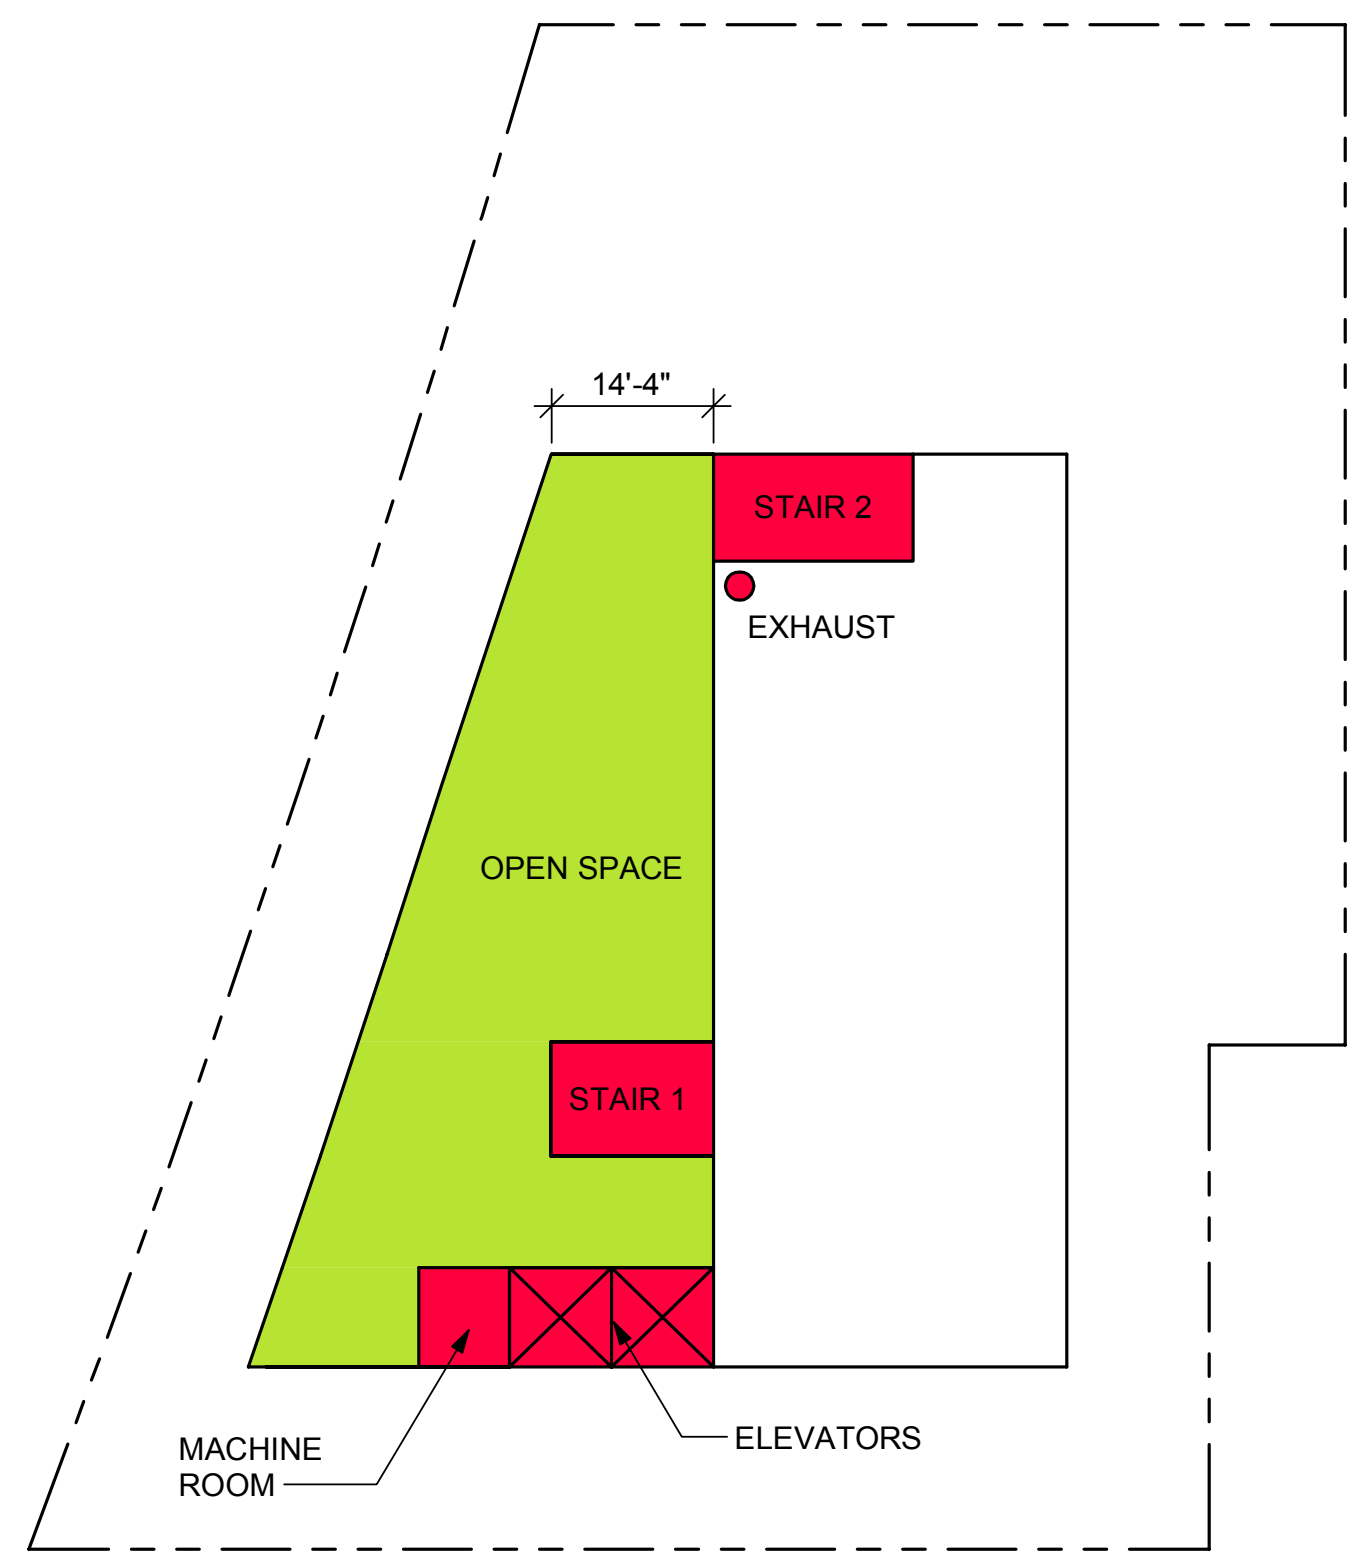 14'-4"
STAIR 2
EXHAUST
OPEN SPACE
STAIR 1
MACHINE
ROOM
ELEVATORS